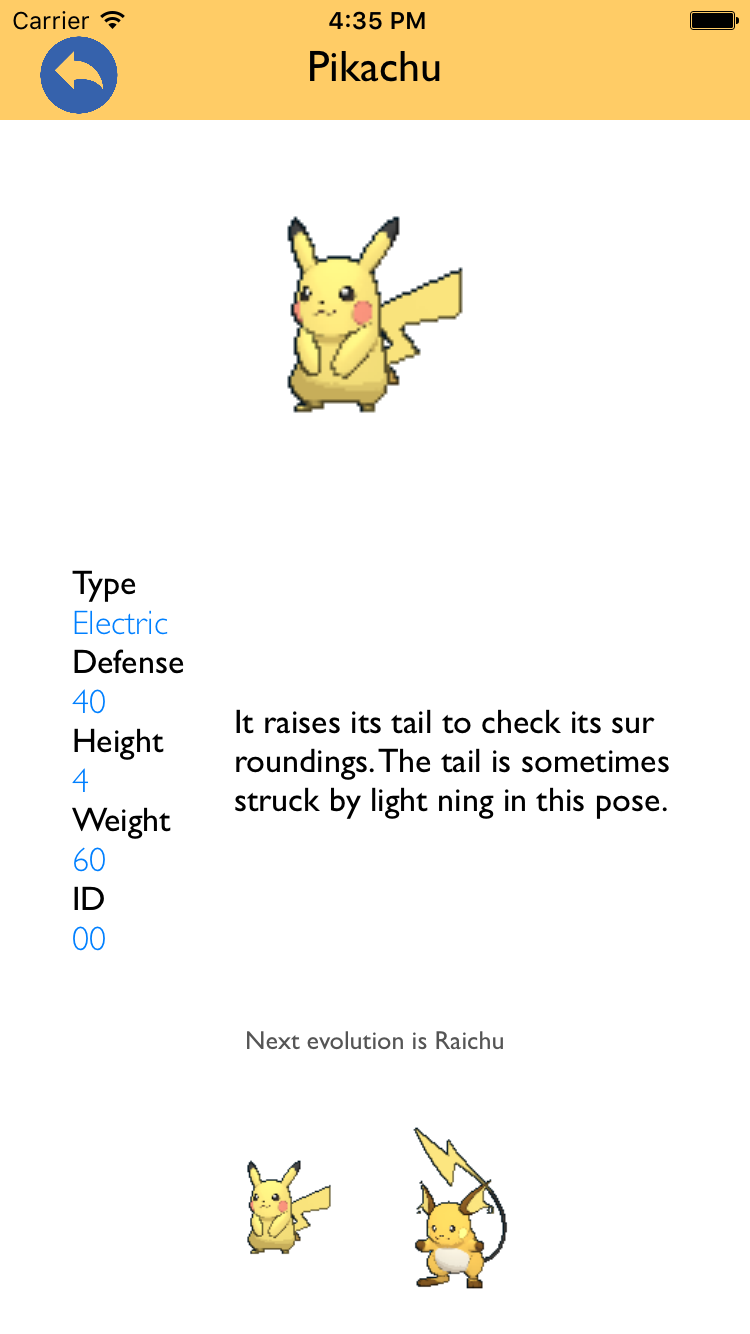 Carrier 4:35 PM
Pikachu
Type
Electric
Defense
40
Height
4
Weight
60
ID
00
It raises its tail to check its sur
roundings. The tail is sometimes
struck by light ning in this pose.
Next evolution is Raichu